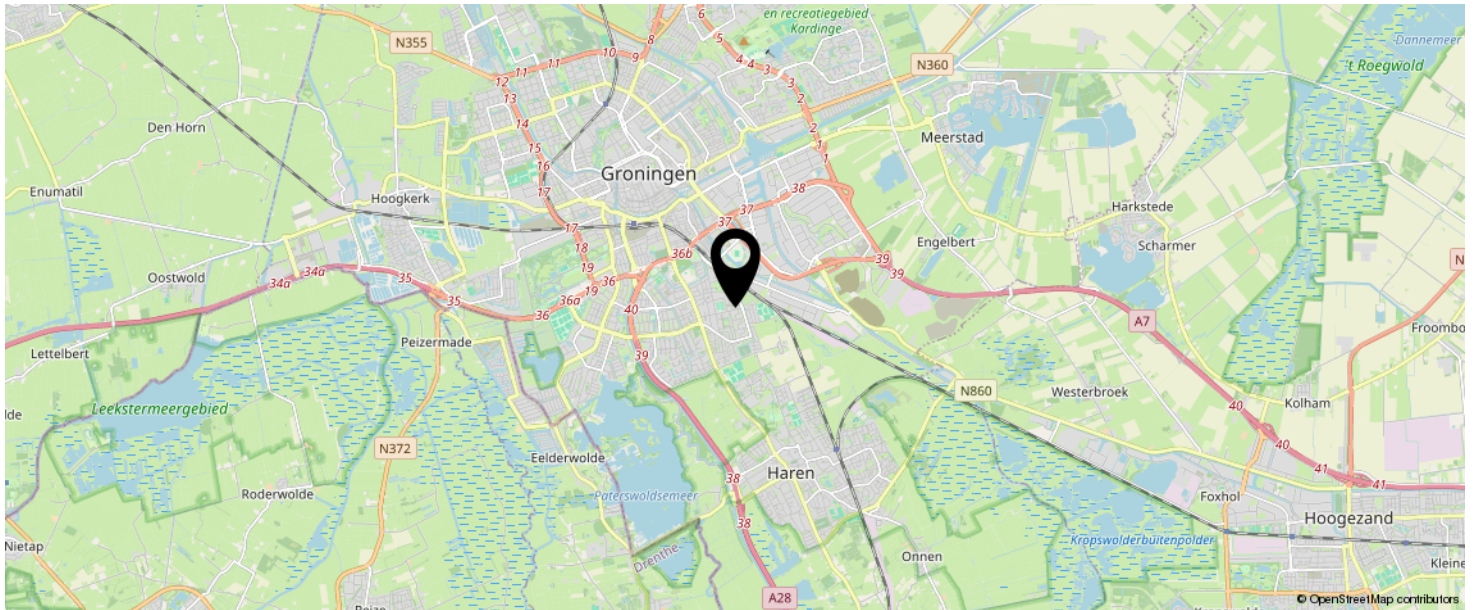 en recreatiegebied
Kardinge
6
5
8
N355
10
9
11
11
4
4
3
3
N360
Dannemeer
't Roegwold
12
13
2
Den Horn
14
2
Meerstad
15
1
1
16
Groningen
Enumatil
17
37
38
Hoogkerk
37
Harkstede
17
18
36b
Engelbert
Scharmer
Oostwold
34a
34a
35
19
36
39
39
N
35
36a
19
36
40
A7
Froombo
Lettelbert
Peizermade
39
Leekstermeergebied
lde
N860
Westerbroek
40
Kolham
N372
40
Eelderwolde
Haren
41
41
38
Roderwolde
Paterswoldsemeer
Foxhol
38
Hoogezand
Nietap
Drenthe
Onnen
Kropswolderbuitenpolder
Kleine
A28
© OpenStreetMap contributors